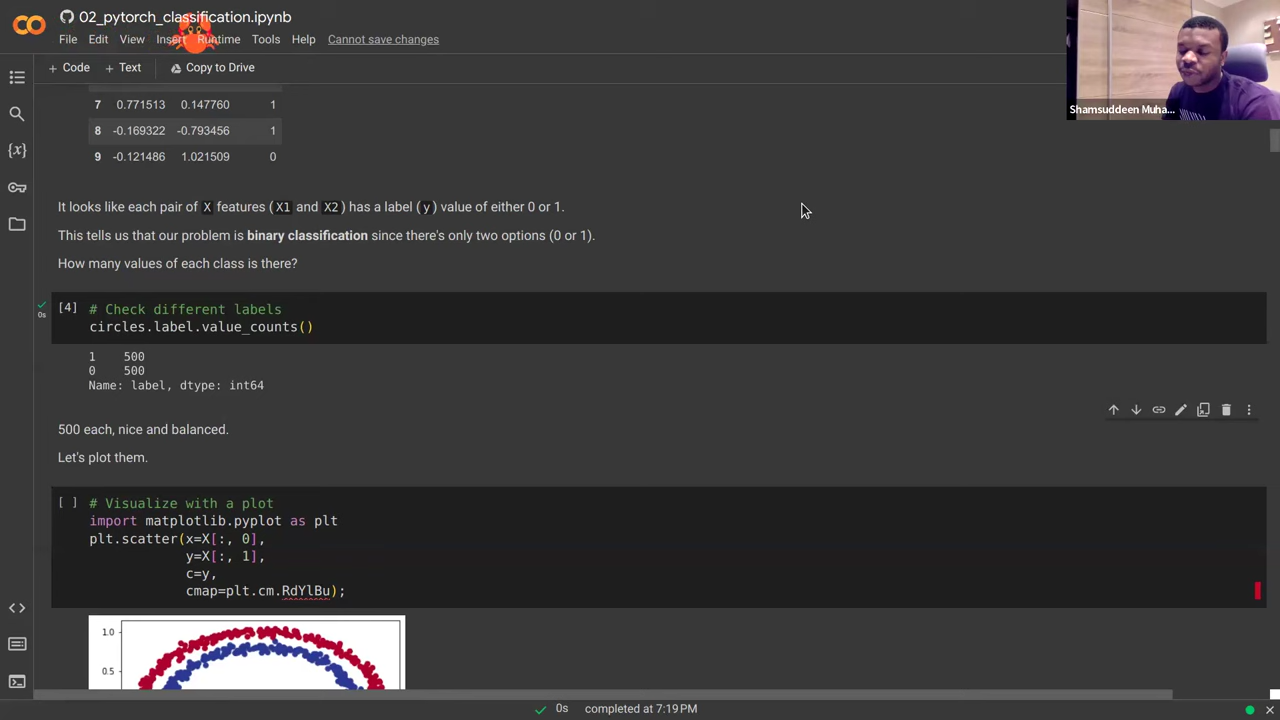 02_pytorch_classification.ipynb
File Edit View Insert Runtime Tools Help Cannot save changes
+ Code + Text Copy to Drive
Shamsuddeen Muha...
7 0.771513 0.147760 1
8 -0.169322 -0.793456 1
9 -0.121486 1.021509 0
It looks like each pair of X features (X1 and X2) has a label (y) value of either 0 or 1.
This tells us that our problem is binary classification since there's only two options (0 or 1).
How many values of each class is there?
[4] # Check different labels
0s
circles.label.value_counts()
1 500
0 500
Name: label, dtype: int64
500 each, nice and balanced.
Let's plot them.
[ ] # Visualize with a plot
import matplotlib.pyplot as plt
plt.scatter(x=X[:, 0],
y=X[:, 1],
c=y,
cmap=plt.cm.RdYlBu);
1.0
0.5
0s completed at 7:19 PM